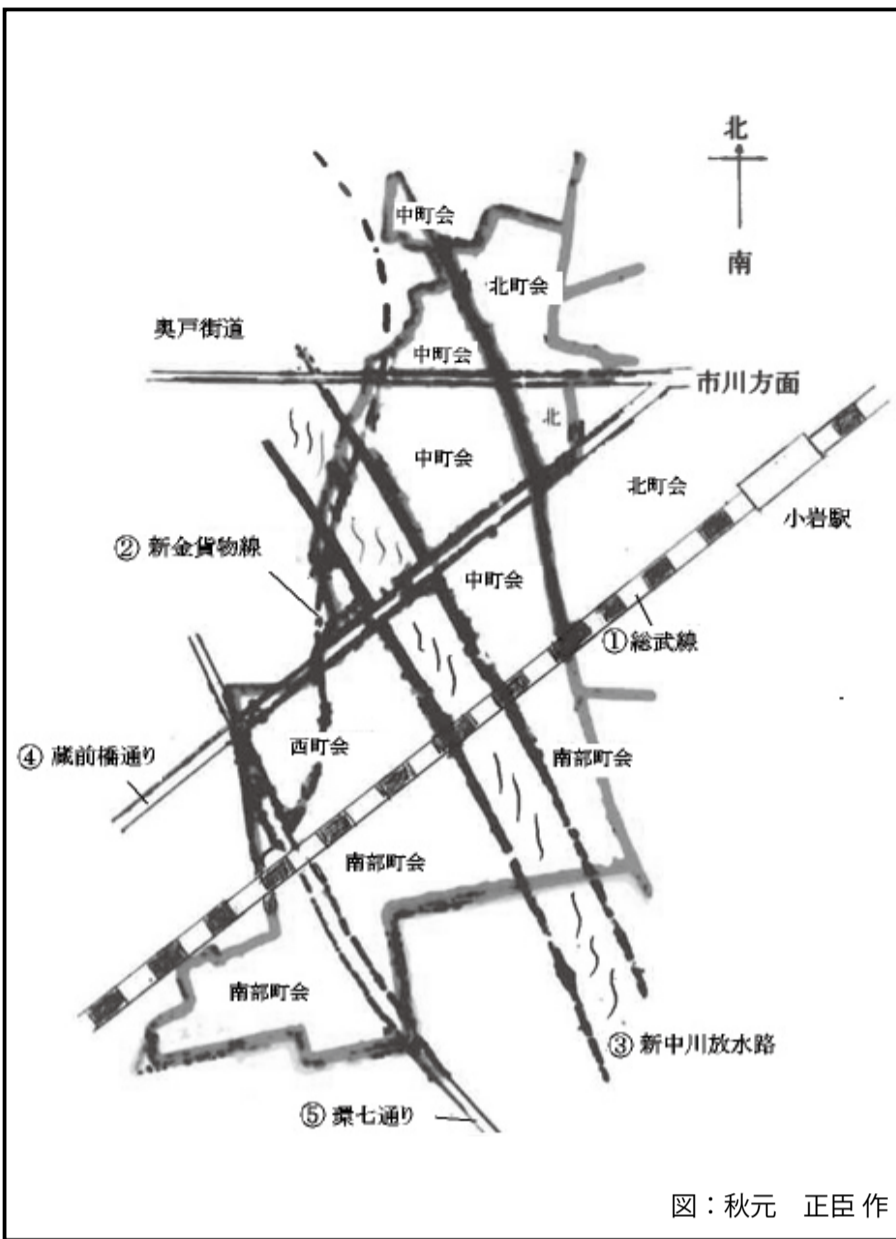 北
南
中町会
北町会
奥戸街道
中町会
市川方面
北
中町会
北町会
小岩駅
② 新金貨物線
中町会
① 総武線
西町会
④ 蔵前橋通り
南部町会
南部町会
南部町会
③ 新中川放水路
⑤ 環七通り
図：秋元　正臣 作